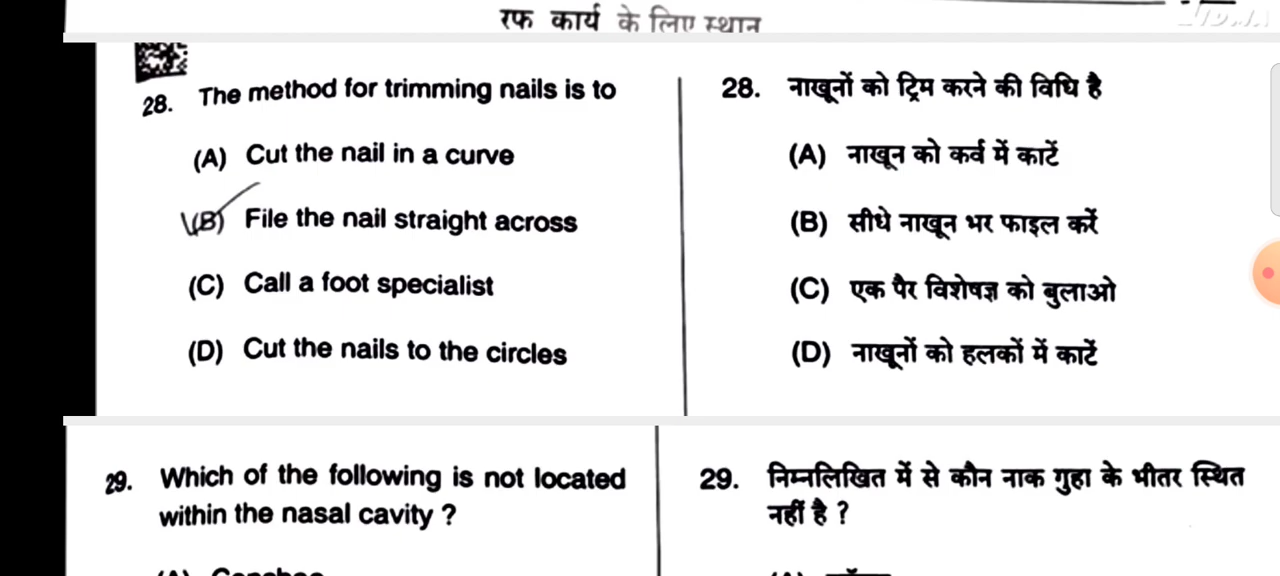 रफ कार्य के लिए स्थान
28. The method for trimming nails is to
(A) Cut the nail in a curve
(B) File the nail straight across
(C) Call a foot specialist
(D) Cut the nails to the circles
28. नाखूनों को ट्रिम करने की विधि है
(A) नाखून को कर्व में काटें
(B) सीधे नाखून भर फाइल करें
(C) एक पैर विशेषज्ञ को बुलाओ
(D) नाखूनों को हलकों में काटें
29. Which of the following is not located
within the nasal cavity ?
29. निम्नलिखित में से कौन नाक गुहा के भीतर स्थित
नहीं है ?